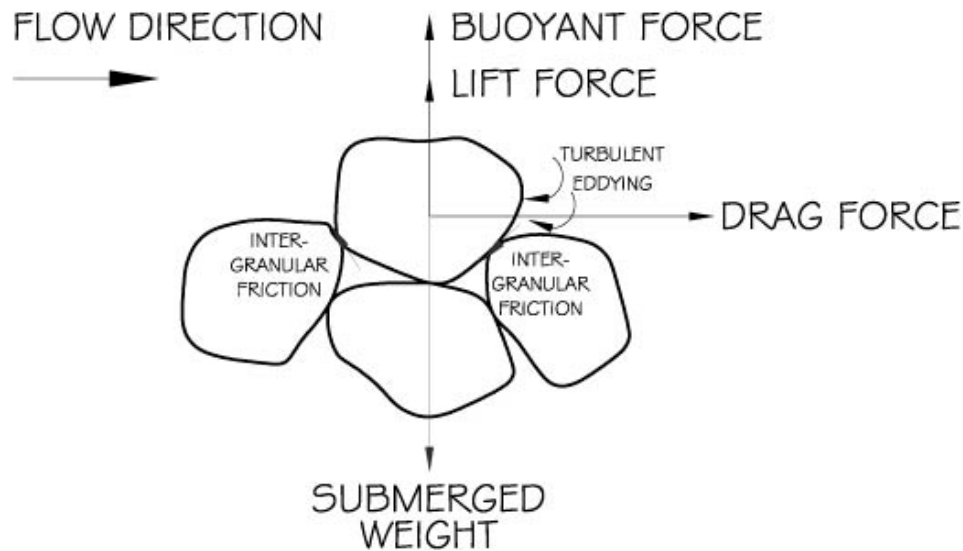 FLOW DIRECTION
BUOYANT FORCE
LIFT FORCE
TURBULENT
EDDYING
DRAG FORCE
INTER-
GRANULAR
FRICTION
INTER-
GRANULAR
FRICTION
SUBMERGED
WEIGHT